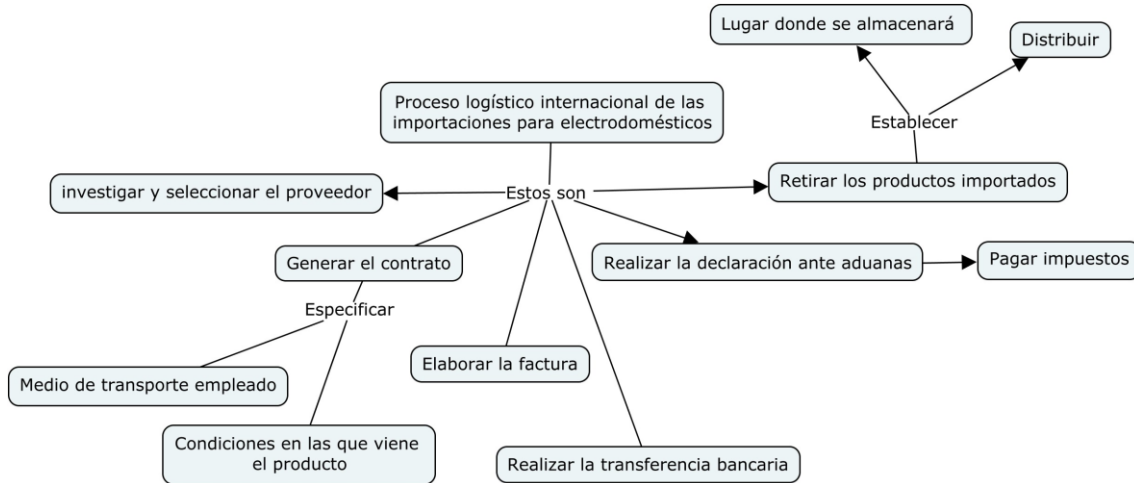 Lugar donde se almacenará
Distribuir
Proceso logístico internacional de las
importaciones para electrodomésticos
Establecer
investigar y seleccionar el proveedor
Estos son
Retirar los productos importados
Generar el contrato
Realizar la declaración ante aduanas
Pagar impuestos
Especificar
Elaborar la factura
Medio de transporte empleado
Condiciones en las que viene
el producto
Realizar la transferencia bancaria